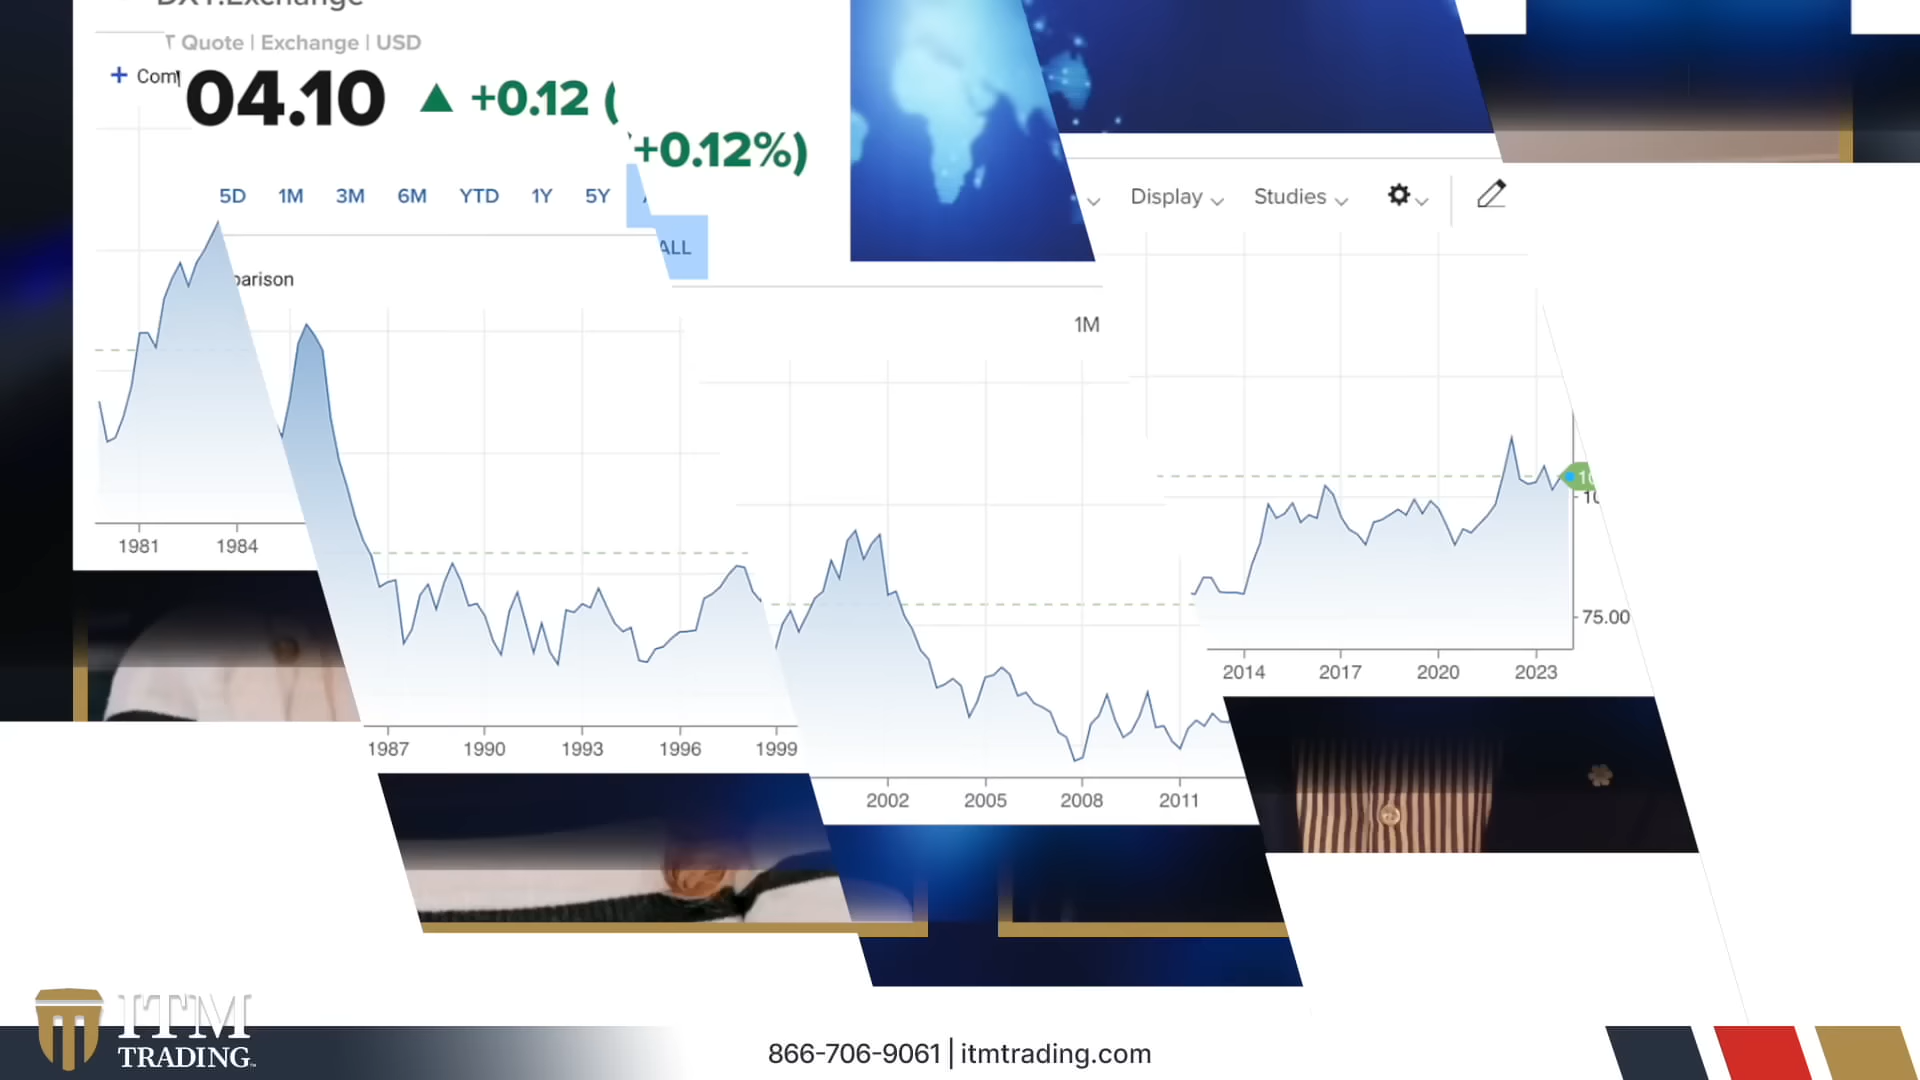 DXY:Exchange
Quote | Exchange | USD
04.10 ▲ +0.12 (
+0.12%)
5D 1M 3M 6M YTD 1Y 5Y
ALL
Display Studies
1M
1981 1984
1987 1990 1993 1996 1999
2002 2005 2008 2011
2014 2017 2020 2023
75.00
ITM
TRADING
866-706-9061 | itmtrading.com